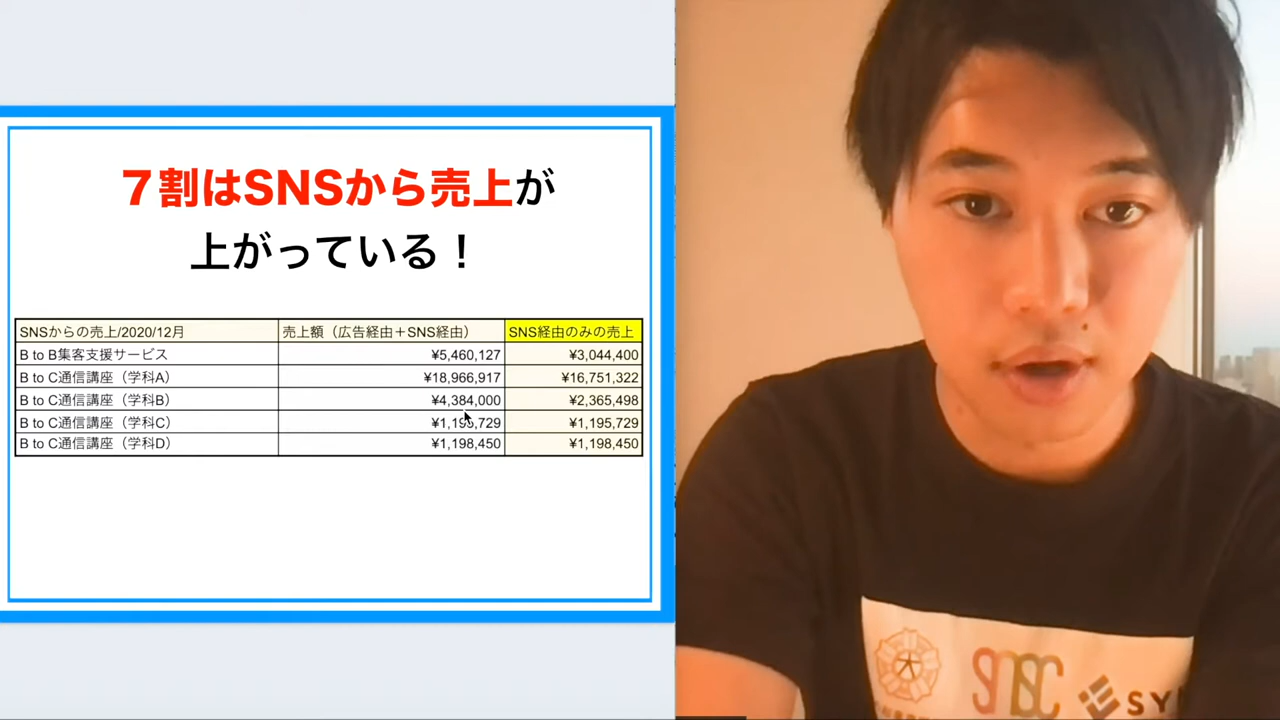 ７割はSNSから売上が
上がっている！
SNSからの売上/2020/12月 売上額（広告経由＋SNS経由） SNS経由のみの売上
B to B集客支援サービス ¥5,460,127 ¥3,044,400
B to C通信講座（学科A） ¥18,966,917 ¥16,751,322
B to C通信講座（学科B） ¥4,384,000 ¥2,365,498
B to C通信講座（学科C） ¥1,195,729 ¥1,195,729
B to C通信講座（学科D） ¥1,198,450 ¥1,198,450
大 SNSC